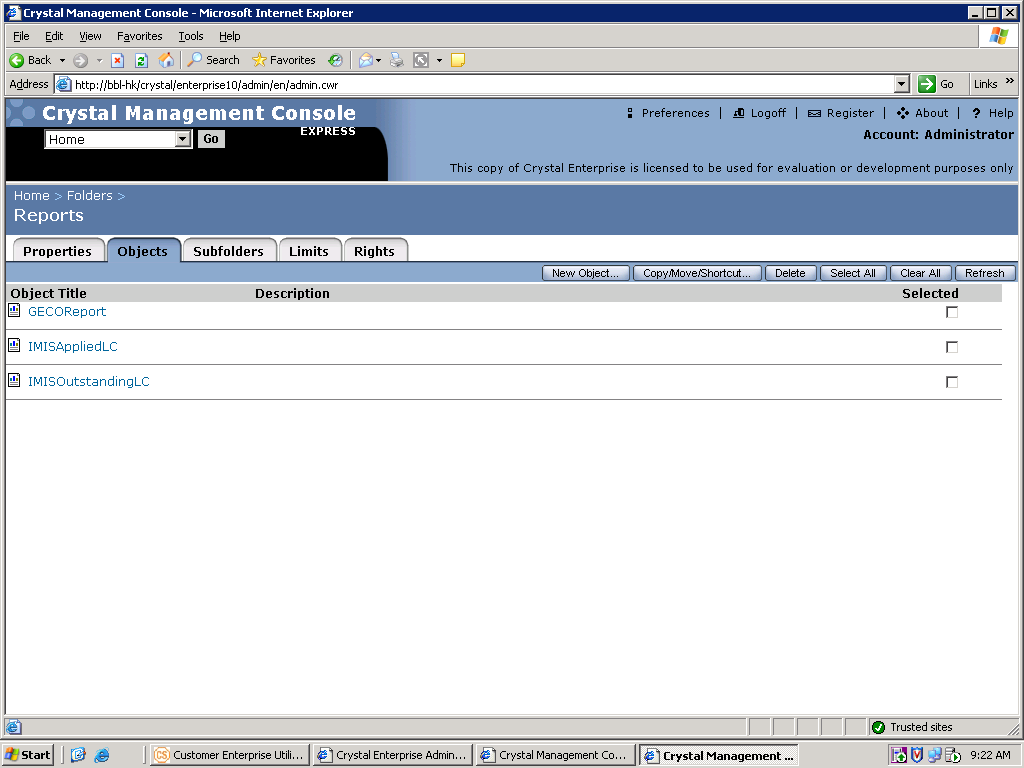 Crystal Management Console - Microsoft Internet Explorer
File Edit View Favorites Tools Help
Back Search Favorites
Address http://bbl-hk/crystal/enterprise10/admin/en/admin.cwr Go Links »
Crystal Management Console
EXPRESS
Preferences | Logoff | Register | About | ? Help
Home Go
Account: Administrator
This copy of Crystal Enterprise is licensed to be used for evaluation or development purposes only
Home > Folders >
Reports
Properties Objects Subfolders Limits Rights
New Object... Copy/Move/Shortcut... Delete Select All Clear All Refresh
Object Title Description Selected
GECOReport
IMISAppliedLC
IMISOutstandingLC
Trusted sites
Start CS Customer Enterprise Utili... Crystal Enterprise Admin... Crystal Management Co... Crystal Management ... 9:22 AM